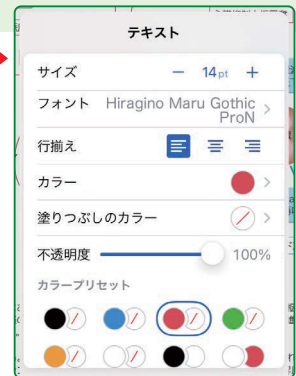 テキスト
サイズ － 14pt ＋
フォント Hiragino Maru Gothic
ProN
行揃え
カラー
塗りつぶしのカラー
不透明度 100%
カラープリセット